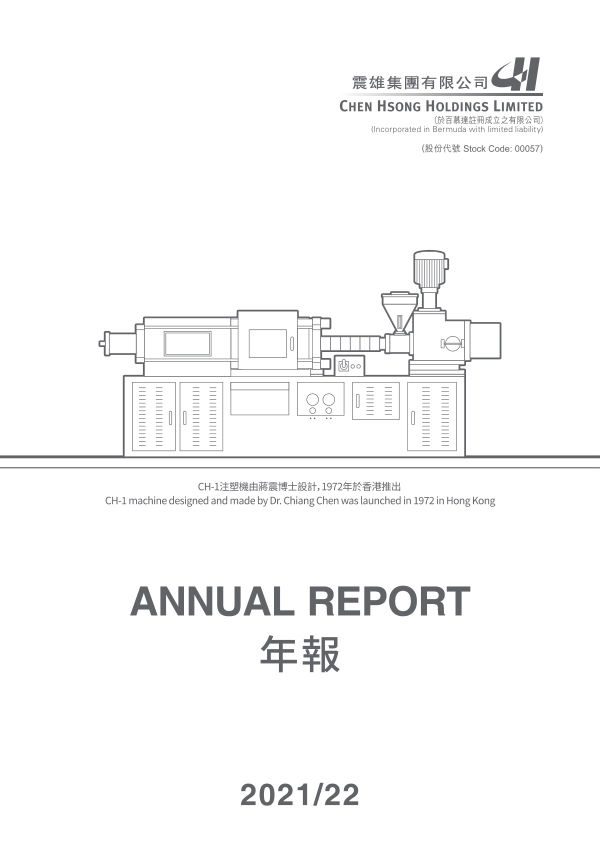 震雄集團有限公司
CHEN HSONG HOLDINGS LIMITED
(於百慕達註冊成立之有限公司)
(Incorporated in Bermuda with limited liability)
(股份代號 Stock Code: 00057)
CH-1注塑機由蔣震博士設計，1972年於香港推出
CH-1 machine designed and made by Dr. Chiang Chen was launched in 1972 in Hong Kong
ANNUAL REPORT
年報
2021/22